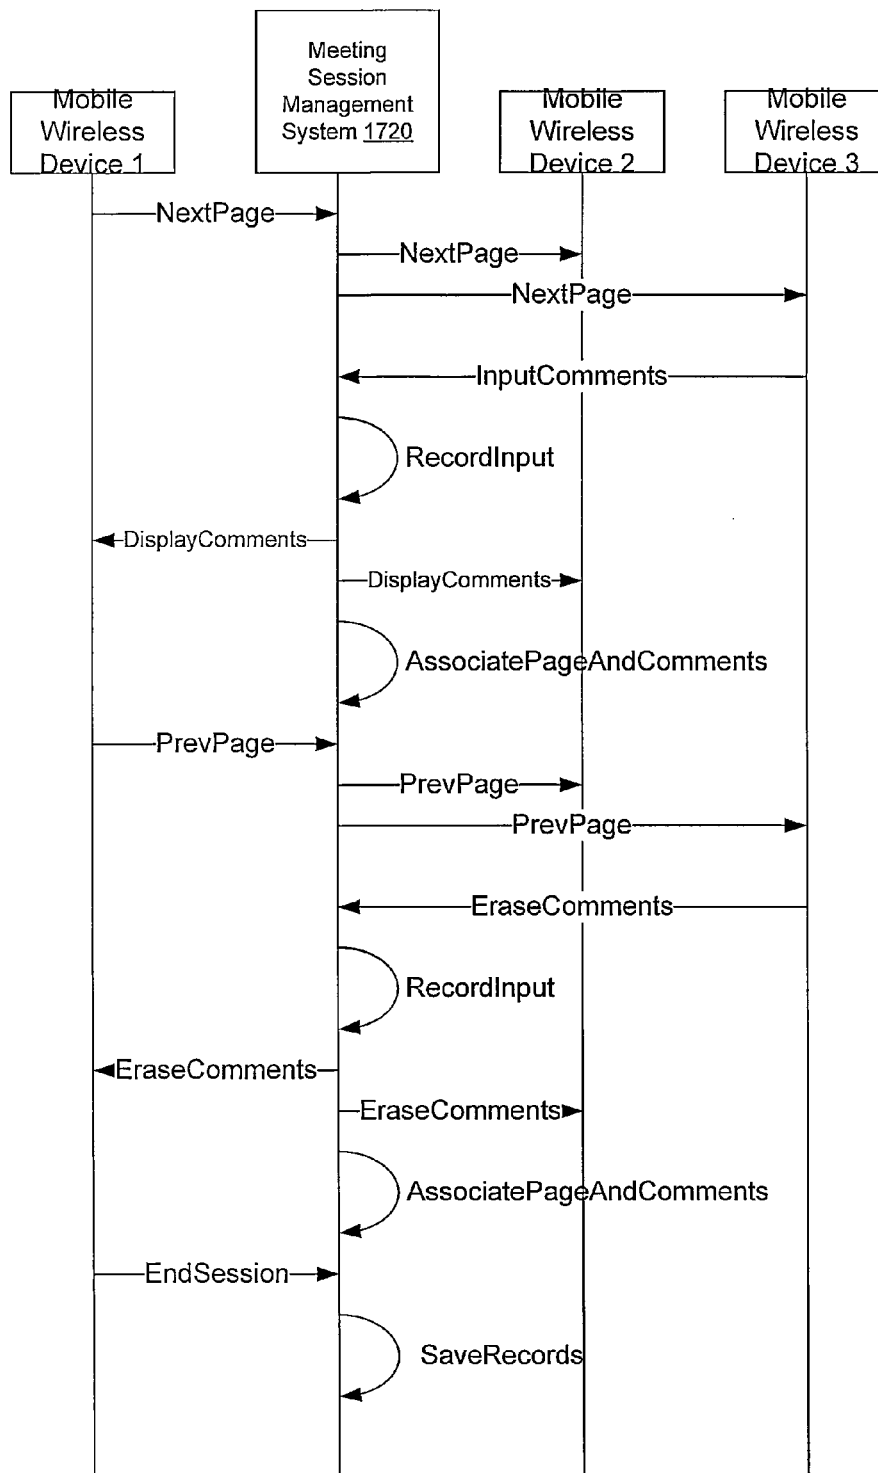 Meeting
Session
Management
System 1720
Mobile
Wireless
Device 1
Mobile
Wireless
Device 2
Mobile
Wireless
Device 3
NextPage
NextPage
NextPage
InputComments
RecordInput
DisplayComments
DisplayComments
AssociatePageAndComments
PrevPage
PrevPage
PrevPage
EraseComments
RecordInput
EraseComments
EraseComments
AssociatePageAndComments
EndSession
SaveRecords